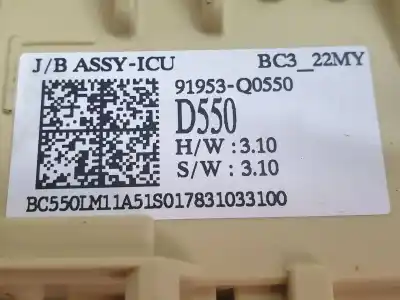 J/B ASSY-ICU BC3_22MY
91953-Q0550
D550
H/W : 3.10
S/W : 3.10
BC550LM11A51S017831033100